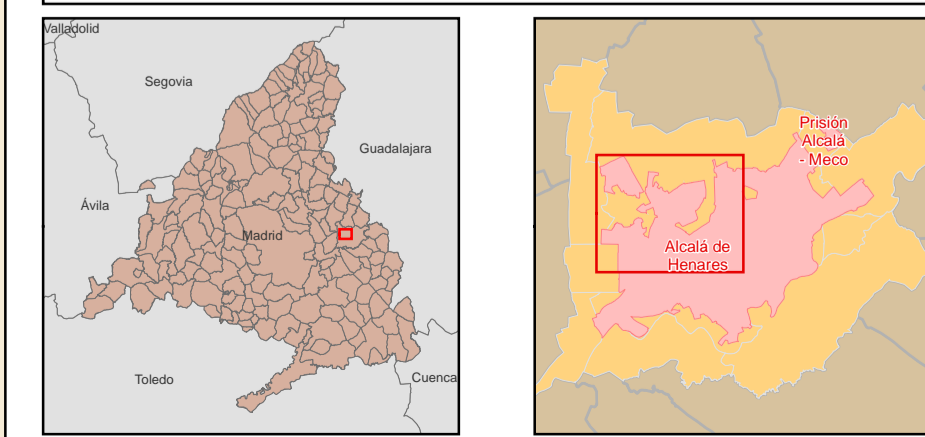 Valladolid
Segovia
Guadalajara
Ávila
Madrid
Toledo
Cuenca
Prisión
Alcalá
- Meco
Alcalá de
Henares